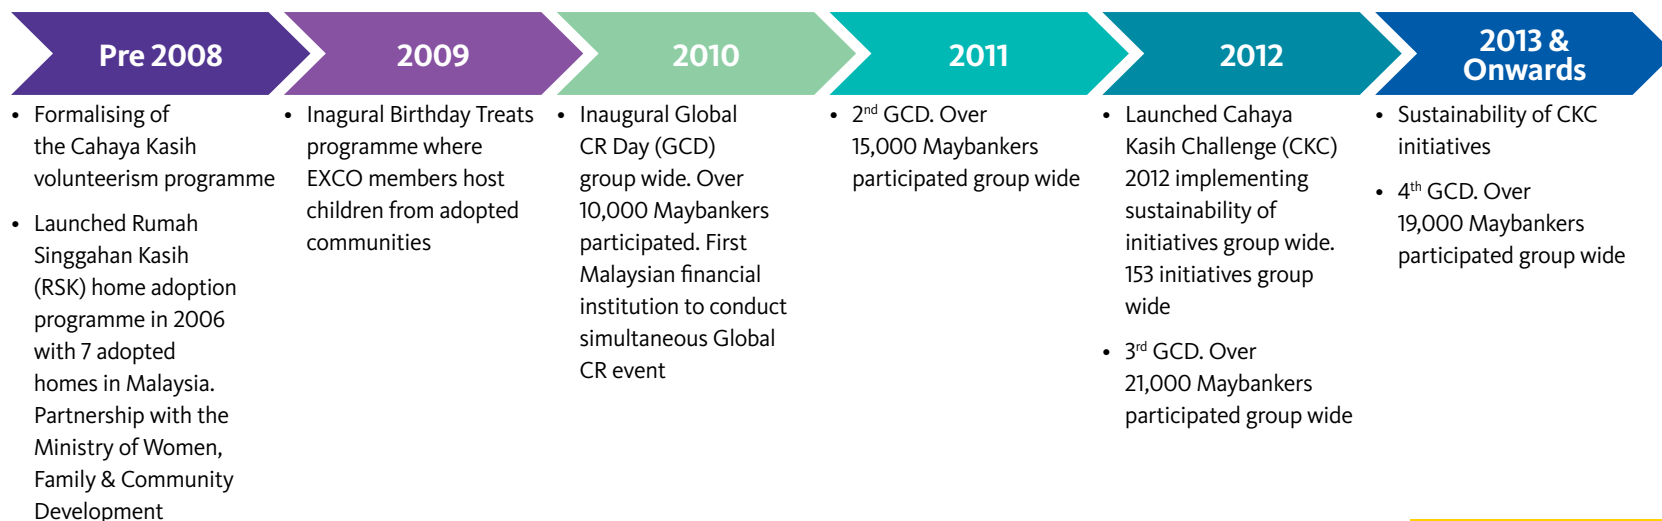 Pre 2008
• Formalising of
the Cahaya Kasih
volunteerism programme
• Launched Rumah
Singgahan Kasih
(RSK) home adoption
programme in 2006
with 7 adopted
homes in Malaysia.
Partnership with the
Ministry of Women,
Family & Community
Development
2009
• Inagural Birthday Treats
programme where
EXCO members host
children from adopted
communities
2010
• Inaugural Global
CR Day (GCD)
group wide. Over
10,000 Maybankers
participated. First
Malaysian financial
institution to conduct
simultaneous Global
CR event
2011
• 2nd GCD. Over
15,000 Maybankers
participated group wide
2012
• Launched Cahaya
Kasih Challenge (CKC)
2012 implementing
sustainability of
initiatives group wide.
153 initiatives group
wide
• 3rd GCD. Over
21,000 Maybankers
participated group wide
2013 &
Onwards
• Sustainability of CKC
initiatives
• 4th GCD. Over
19,000 Maybankers
participated group wide